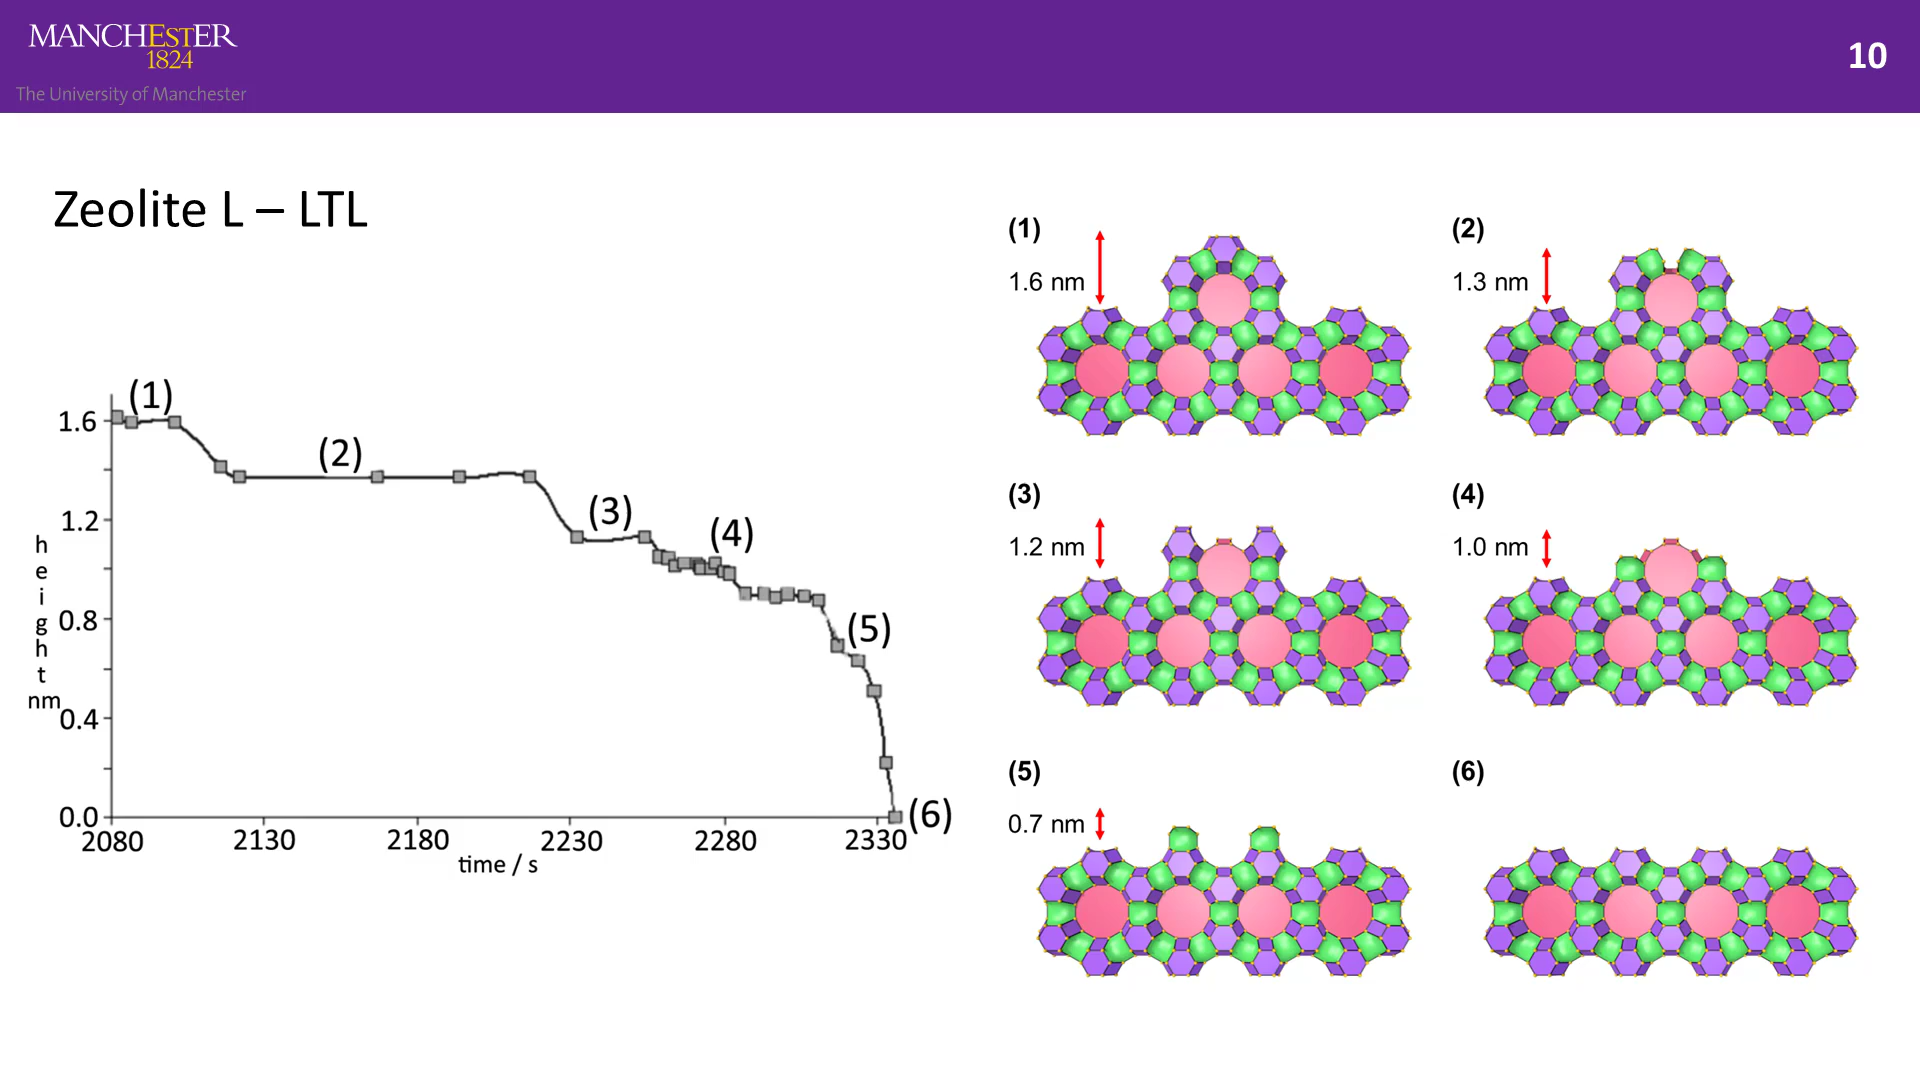 MANCHESTER
1824
The University of Manchester
10
Zeolite L – LTL
(1)
(2)
(3)
(4)
(5)
(6)
1.6
1.2
0.8
0.4
0.0
height
nm
2080 2130 2180 2230 2280 2330
time / s
(1)
1.6 nm
(2)
1.3 nm
(3)
1.2 nm
(4)
1.0 nm
(5)
0.7 nm
(6)